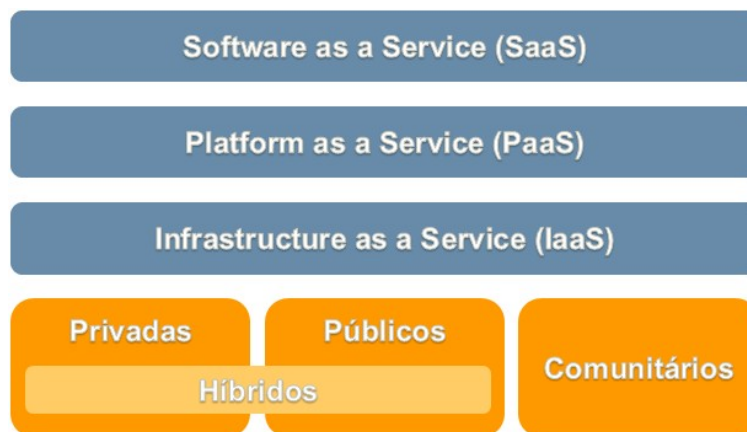 Software as a Service (SaaS)
Platform as a Service (PaaS)
Infrastructure as a Service (IaaS)
Privadas
Públicos
Híbridos
Comunitários